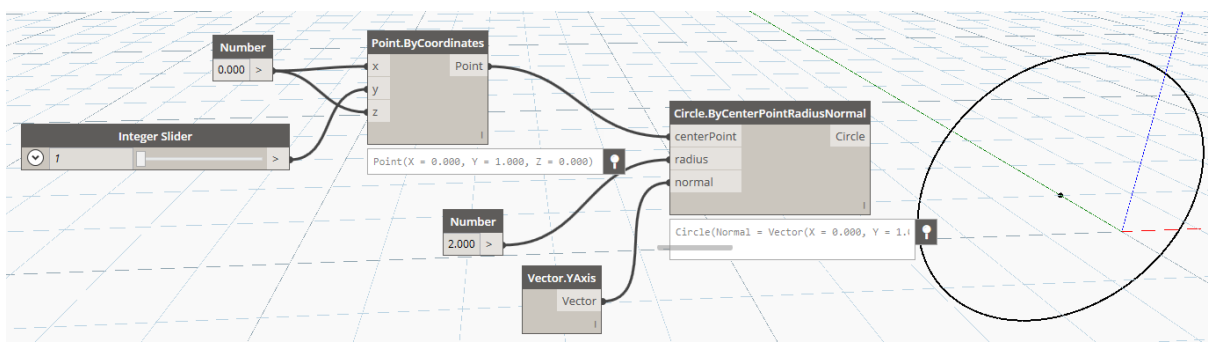 Number
0.000 >
Point.ByCoordinates
x Point
y
z
l
Point(X = 0.000, Y = 1.000, Z = 0.000)
Integer Slider
1 >
Number
2.000 >
Vector.YAxis
Vector
l
Circle.ByCenterPointRadiusNormal
centerPoint Circle
radius
normal
l
Circle(Normal = Vector(X = 0.000, Y = 1.